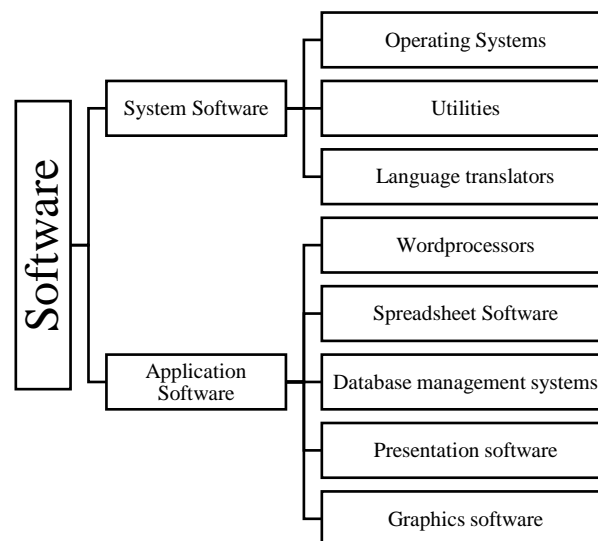 Software
System Software
Operating Systems
Utilities
Language translators
Application
Software
Wordprocessors
Spreadsheet Software
Database management systems
Presentation software
Graphics software